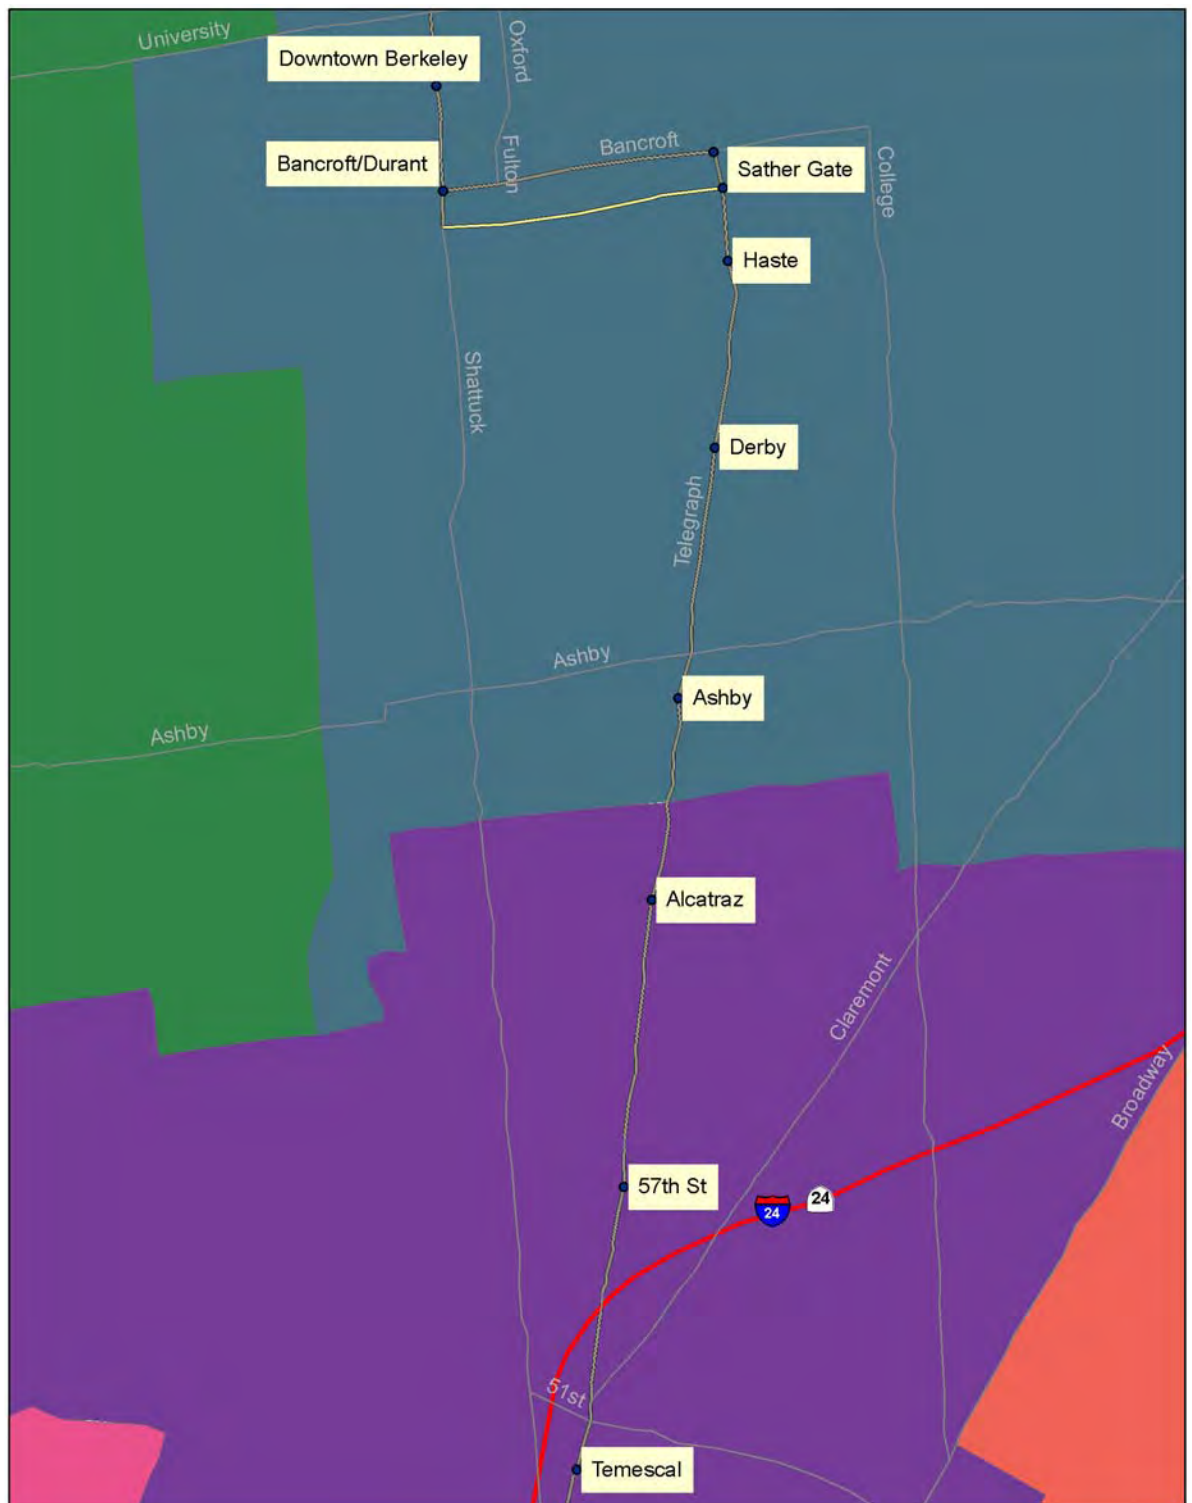 University
Oxford
Downtown Berkeley
Fulton
Bancroft
Bancroft/Durant
Sather Gate
College
Haste
Shattuck
Derby
Telegraph
Ashby
Ashby
Ashby
Alcatraz
Claremont
Broadway
57th St
24
24
51st
Temescal